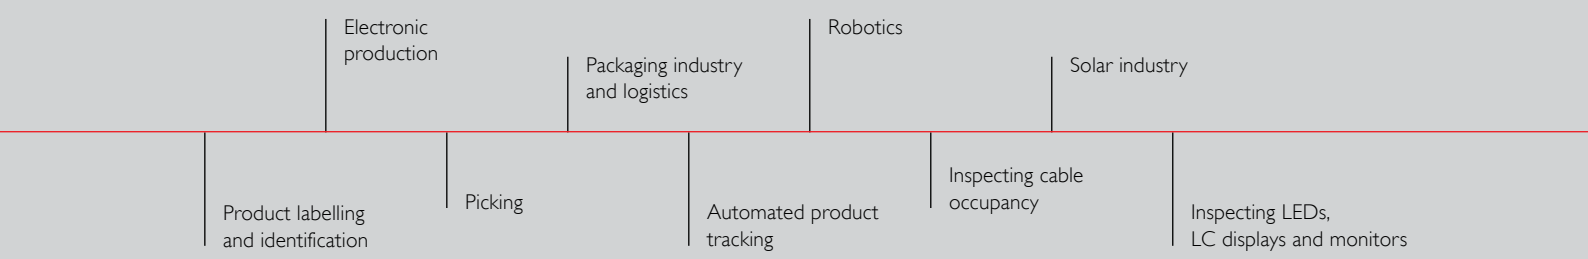 Electronic
production
Packaging industry
and logistics
Robotics
Solar industry
Product labelling
and identification
Picking
Automated product
tracking
Inspecting cable
occupancy
Inspecting LEDs,
LC displays and monitors